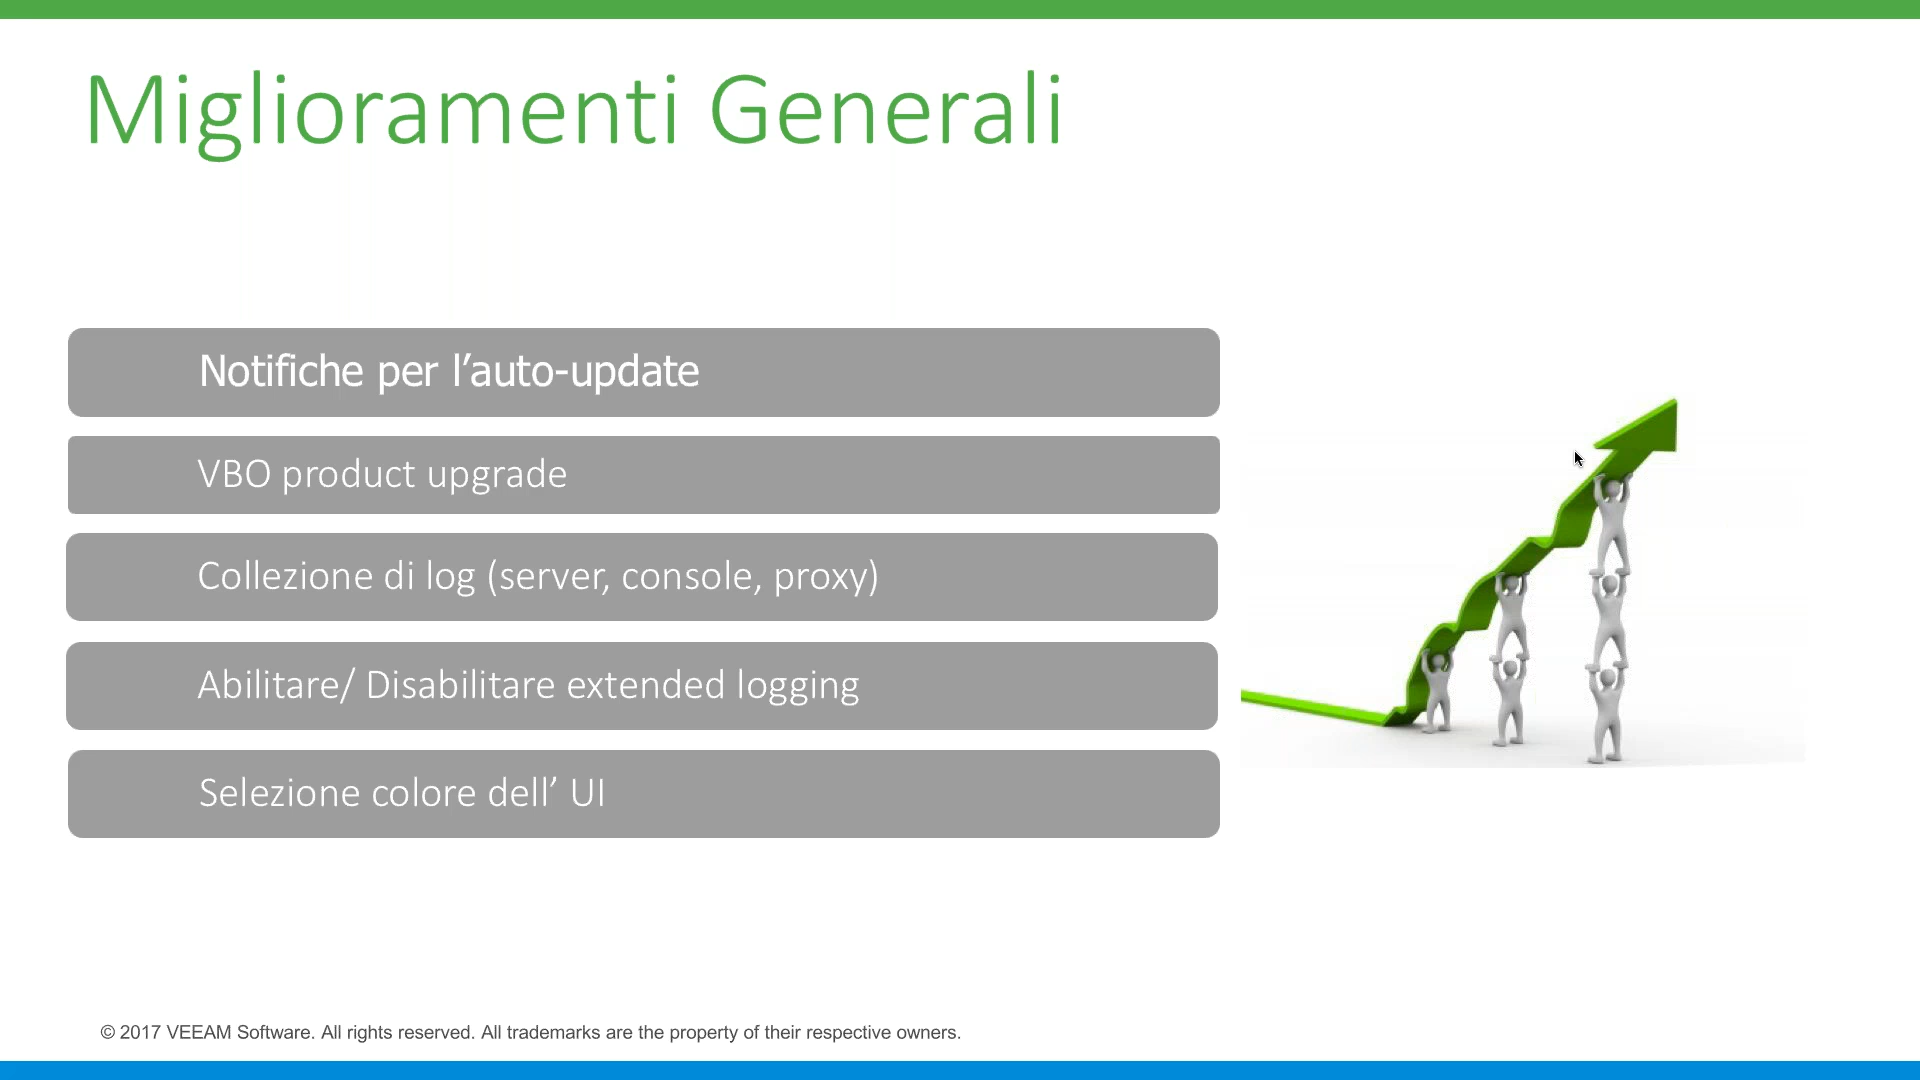 Miglioramenti Generali
Notifiche per l’auto-update
VBO product upgrade
Collezione di log (server, console, proxy)
Abilitare/ Disabilitare extended logging
Selezione colore dell’ UI
© 2017 VEEAM Software. All rights reserved. All trademarks are the property of their respective owners.